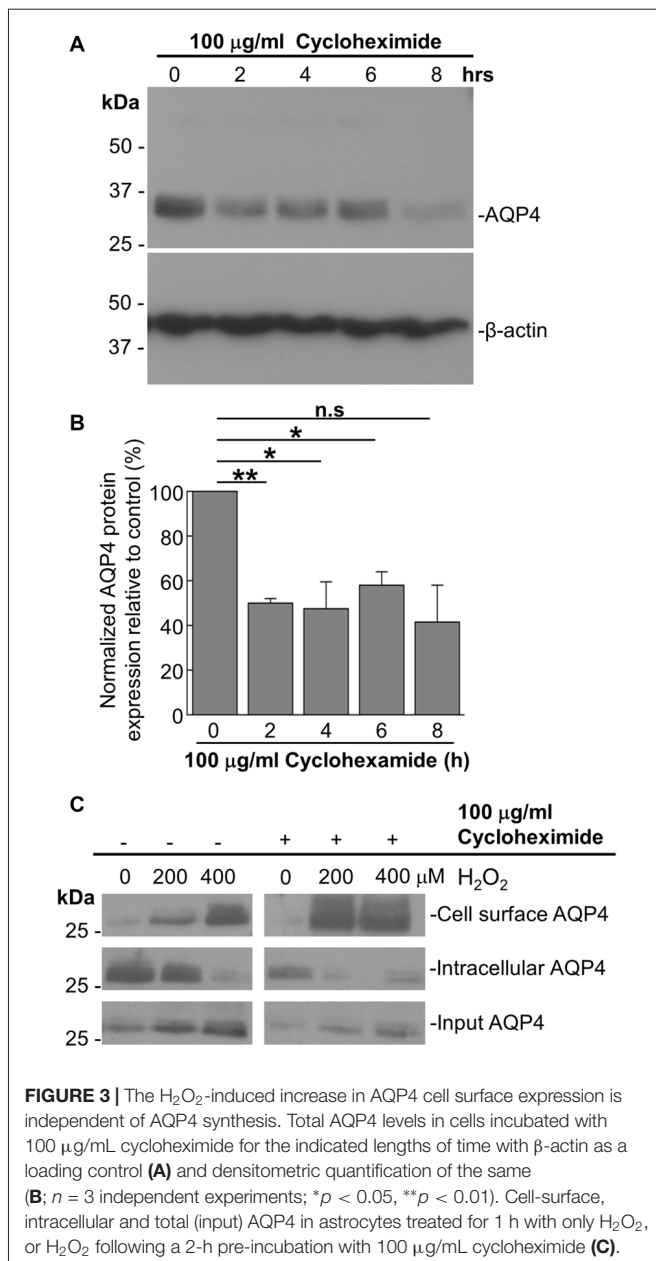 A
100 μg/ml Cycloheximide
0 2 4 6 8 hrs
kDa
50 -
37 -
-AQP4
25 -
50 -
-β-actin
37 -
B
n.s
*
*
**
Normalized AQP4 protein
expression relative to control (%)
100
80
60
40
20
0
0 2 4 6 8
100 μg/ml Cyclohexamide (h)
C
100 μg/ml
Cycloheximide
- - - + + +
0 200 400 0 200 400 μM H₂O₂
kDa
25 - -Cell surface AQP4
25 - -Intracellular AQP4
25 - -Input AQP4
FIGURE 3 | The H₂O₂-induced increase in AQP4 cell surface expression is
independent of AQP4 synthesis. Total AQP4 levels in cells incubated with
100 μg/mL cycloheximide for the indicated lengths of time with β-actin as a
loading control (A) and densitometric quantification of the same
(B; n = 3 independent experiments; *p < 0.05, **p < 0.01). Cell-surface,
intracellular and total (input) AQP4 in astrocytes treated for 1 h with only H₂O₂,
or H₂O₂ following a 2-h pre-incubation with 100 μg/mL cycloheximide (C).